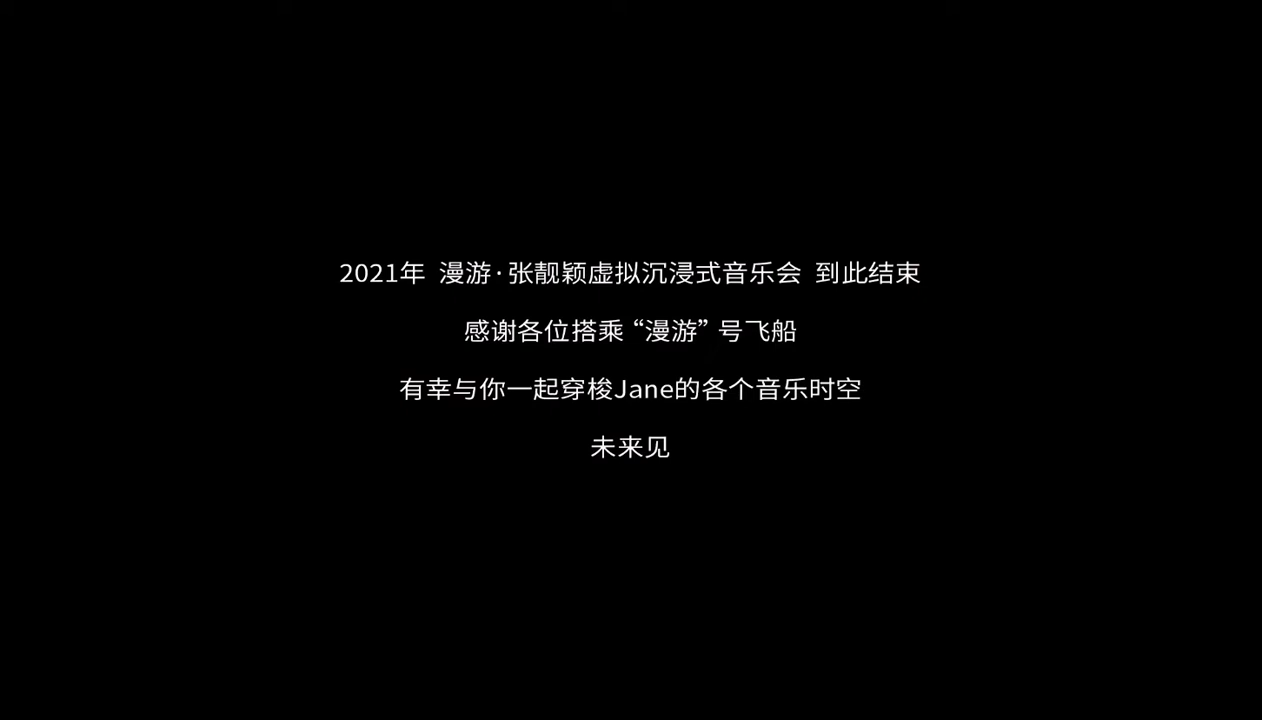 2021年 漫游·张靓颖虚拟沉浸式音乐会 到此结束
感谢各位搭乘“漫游”号飞船
有幸与你一起穿梭Jane的各个音乐时空
未来见